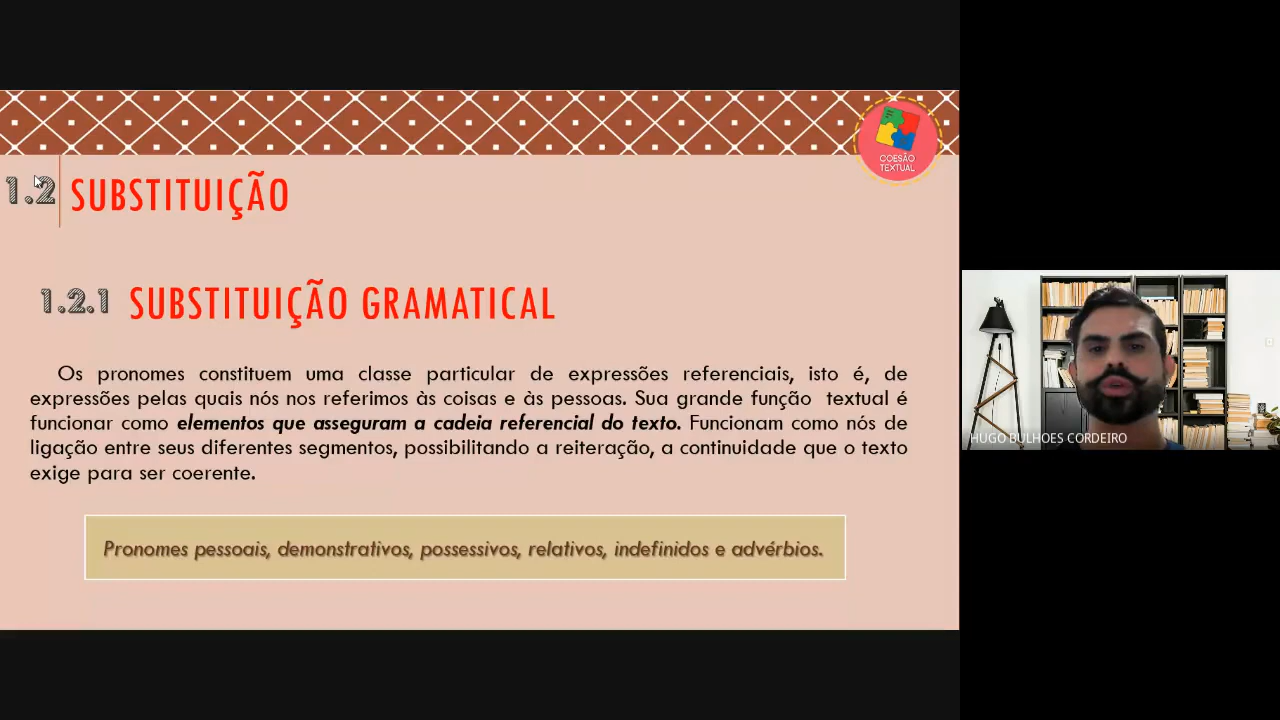 COESÃO
TEXTUAL
1.2 SUBSTITUIÇÃO
1.2.1 SUBSTITUIÇÃO GRAMATICAL
Os pronomes constituem uma classe particular de expressões referenciais, isto é, de
expressões pelas quais nós nos referimos às coisas e às pessoas. Sua grande função textual é
funcionar como elementos que asseguram a cadeia referencial do texto. Funcionam como nós de
ligação entre seus diferentes segmentos, possibilitando a reiteração, a continuidade que o texto
exige para ser coerente.
Pronomes pessoais, demonstrativos, possessivos, relativos, indefinidos e advérbios.
HUGO BULHOES CORDEIRO